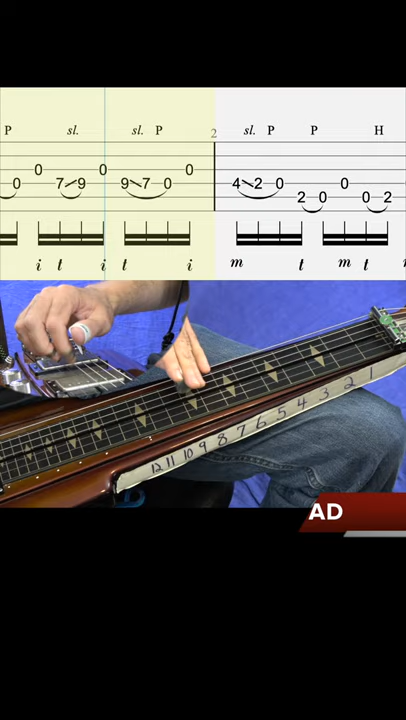 P sl. sl. P 2 sl. P P H
0 0 7 9 0 9 7 0 0 4 2 0 2 0 0 0 2
i t i t i m t m t
12 11 10 9 8 7 6 5 4 3 2 1
AD